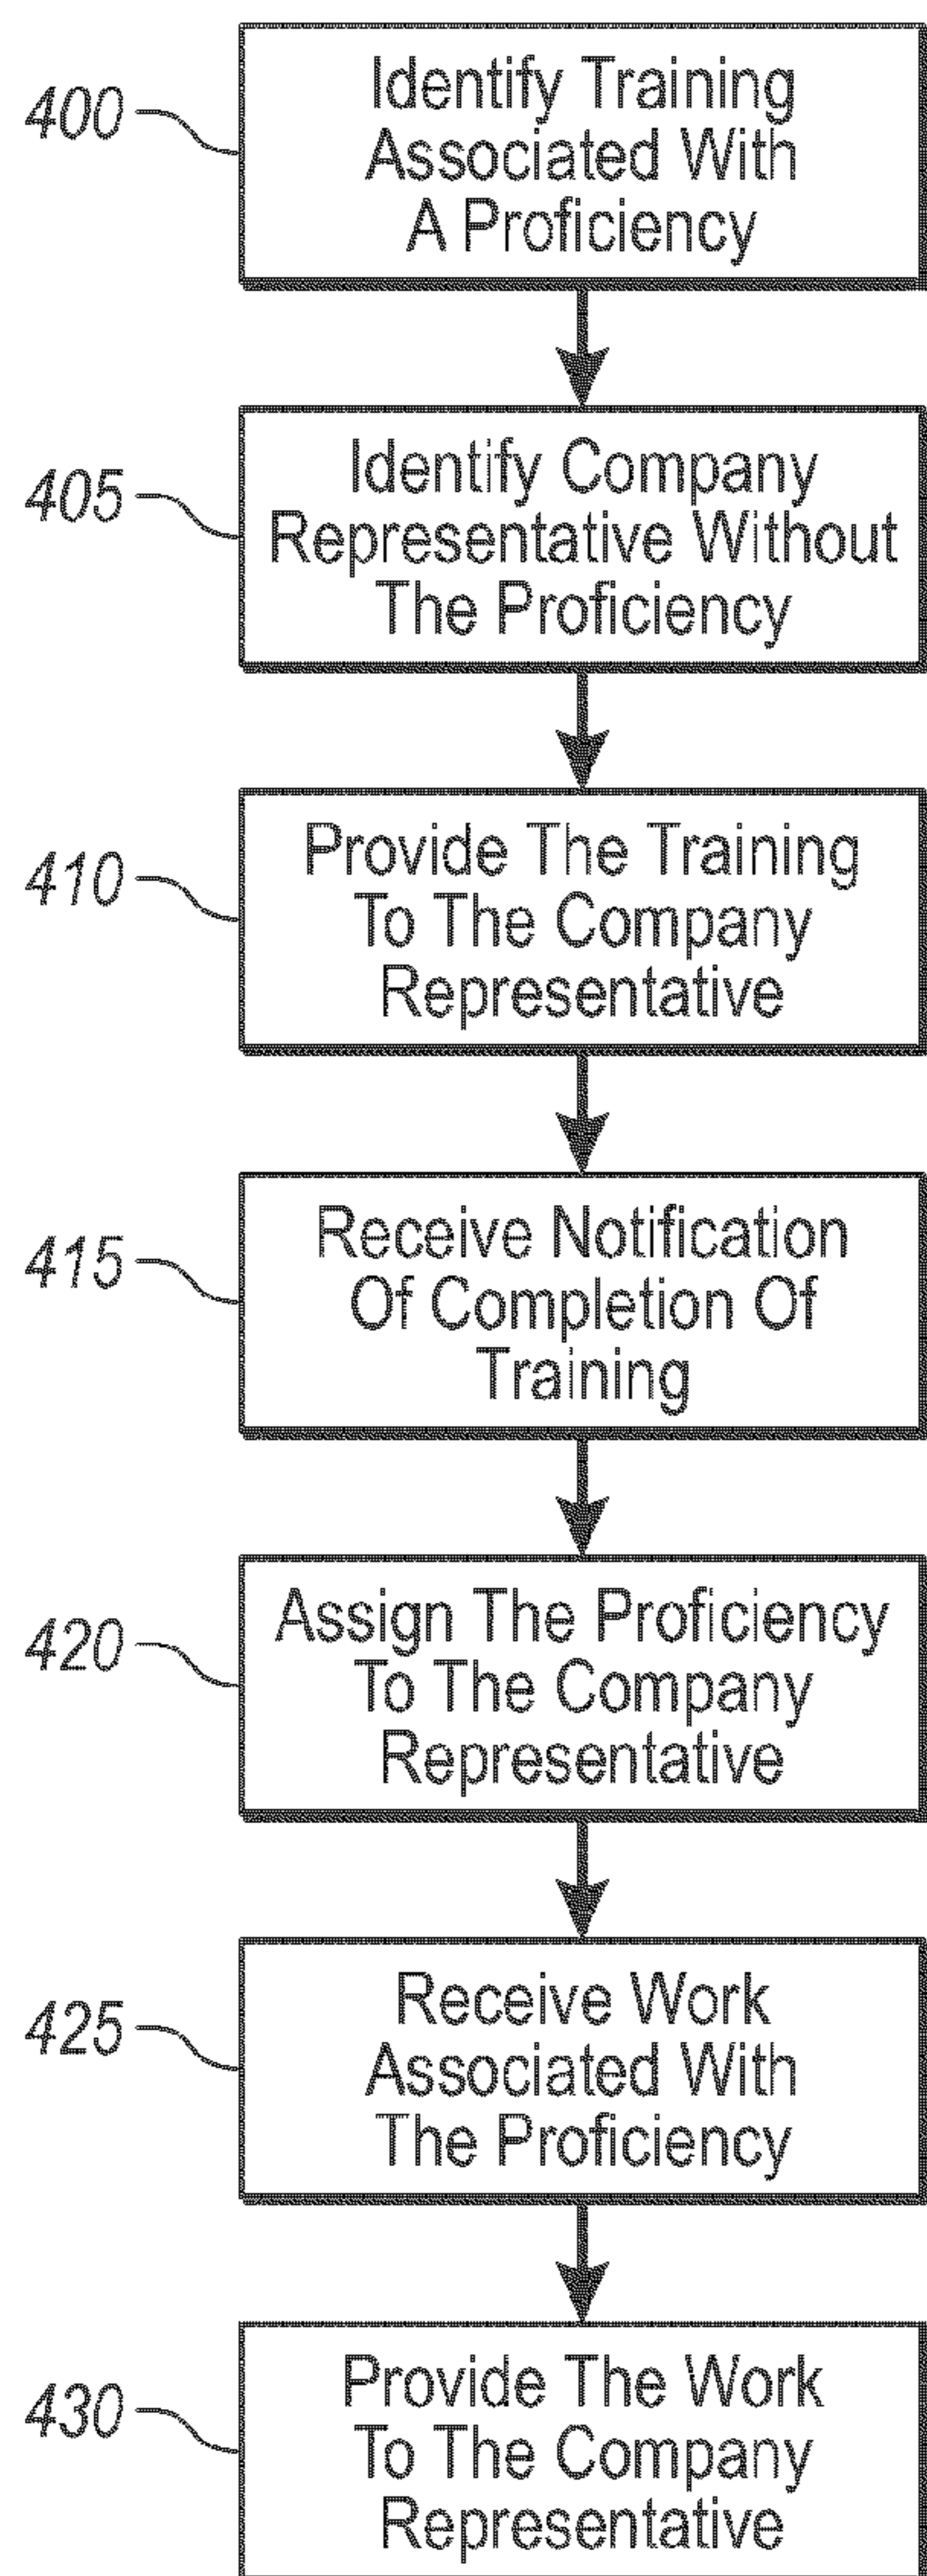 400
Identify Training
Associated With
A Proficiency
405
Identify Company
Representative Without
The Proficiency
410
Provide The Training
To The Company
Representative
415
Receive Notification
Of Completion Of
Training
420
Assign The Proficiency
To The Company
Representative
425
Receive Work
Associated With
The Proficiency
430
Provide The Work
To The Company
Representative